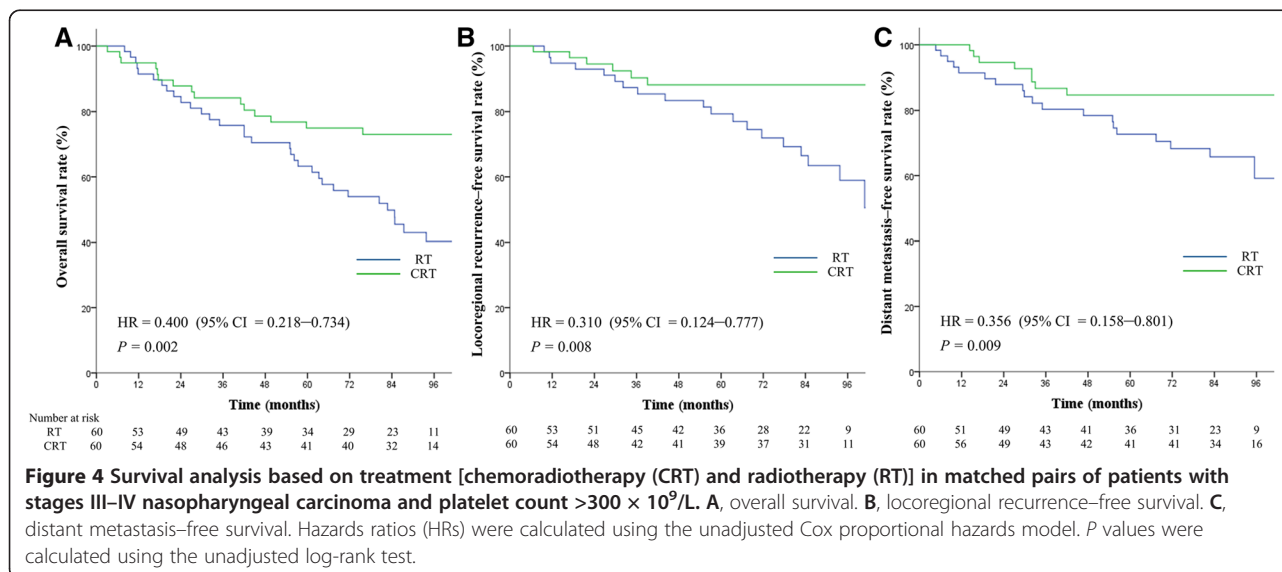 A
Overall survival rate (%)
100
80
60
40
20
0
0 12 24 36 48 60 72 84 96
Time (months)
RT
CRT
HR = 0.400 (95% CI = 0.218–0.734)
P = 0.002
Number at risk
RT 60 53 49 43 39 34 29 23 11
CRT 60 54 48 46 43 41 40 32 14
B
Locoregional recurrence–free survival rate (%)
100
80
60
40
20
0
0 12 24 36 48 60 72 84 96
Time (months)
RT
CRT
HR = 0.310 (95% CI = 0.124–0.777)
P = 0.008
60 53 51 45 42 36 28 22 9
60 54 48 42 41 39 37 31 11
C
Distant metastasis–free survival rate (%)
100
80
60
40
20
0
0 12 24 36 48 60 72 84 96
Time (months)
RT
CRT
HR = 0.356 (95% CI = 0.158–0.801)
P = 0.009
60 51 49 43 41 36 31 23 9
60 56 49 43 42 41 41 34 16
Figure 4 Survival analysis based on treatment [chemoradiotherapy (CRT) and radiotherapy (RT)] in matched pairs of patients with
stages III–IV nasopharyngeal carcinoma and platelet count >300 × 10⁹/L. A, overall survival. B, locoregional recurrence–free survival. C,
distant metastasis–free survival. Hazards ratios (HRs) were calculated using the unadjusted Cox proportional hazards model. P values were
calculated using the unadjusted log-rank test.